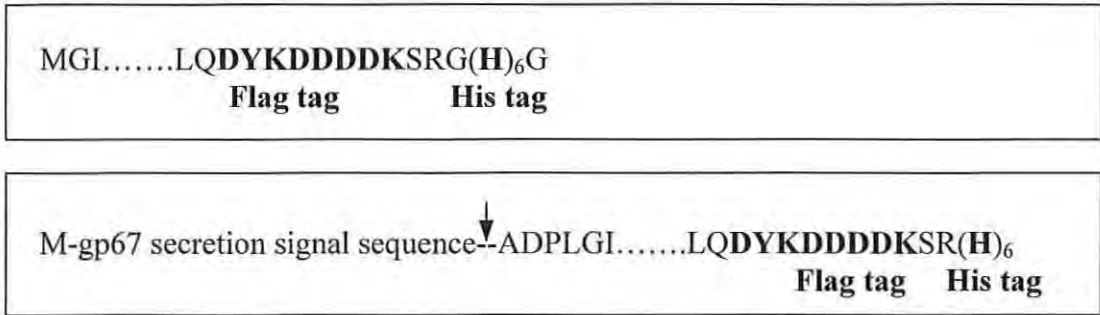 MGI.......LQDYKDDDDKSRG(H)₆G
Flag tag His tag
M-gp67 secretion signal sequence--ADPLGI.......LQDYKDDDDKSR(H)₆
Flag tag His tag